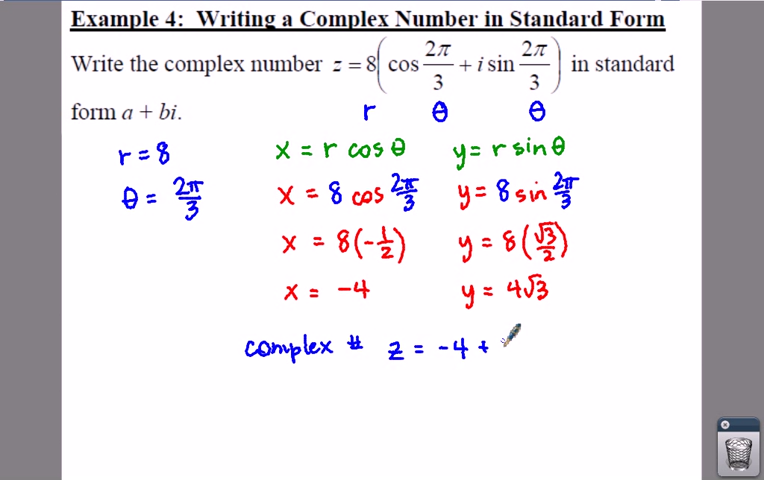 Example 4: Writing a Complex Number in Standard Form
Write the complex number z = 8(cos 2π/3 + i sin 2π/3) in standard
form a + bi.
r θ θ
r = 8 x = r cos θ y = r sin θ
θ = 2π/3 x = 8 cos 2π/3 y = 8 sin 2π/3
x = 8(-1/2) y = 8(√3/2)
x = -4 y = 4√3
complex # z = -4 +